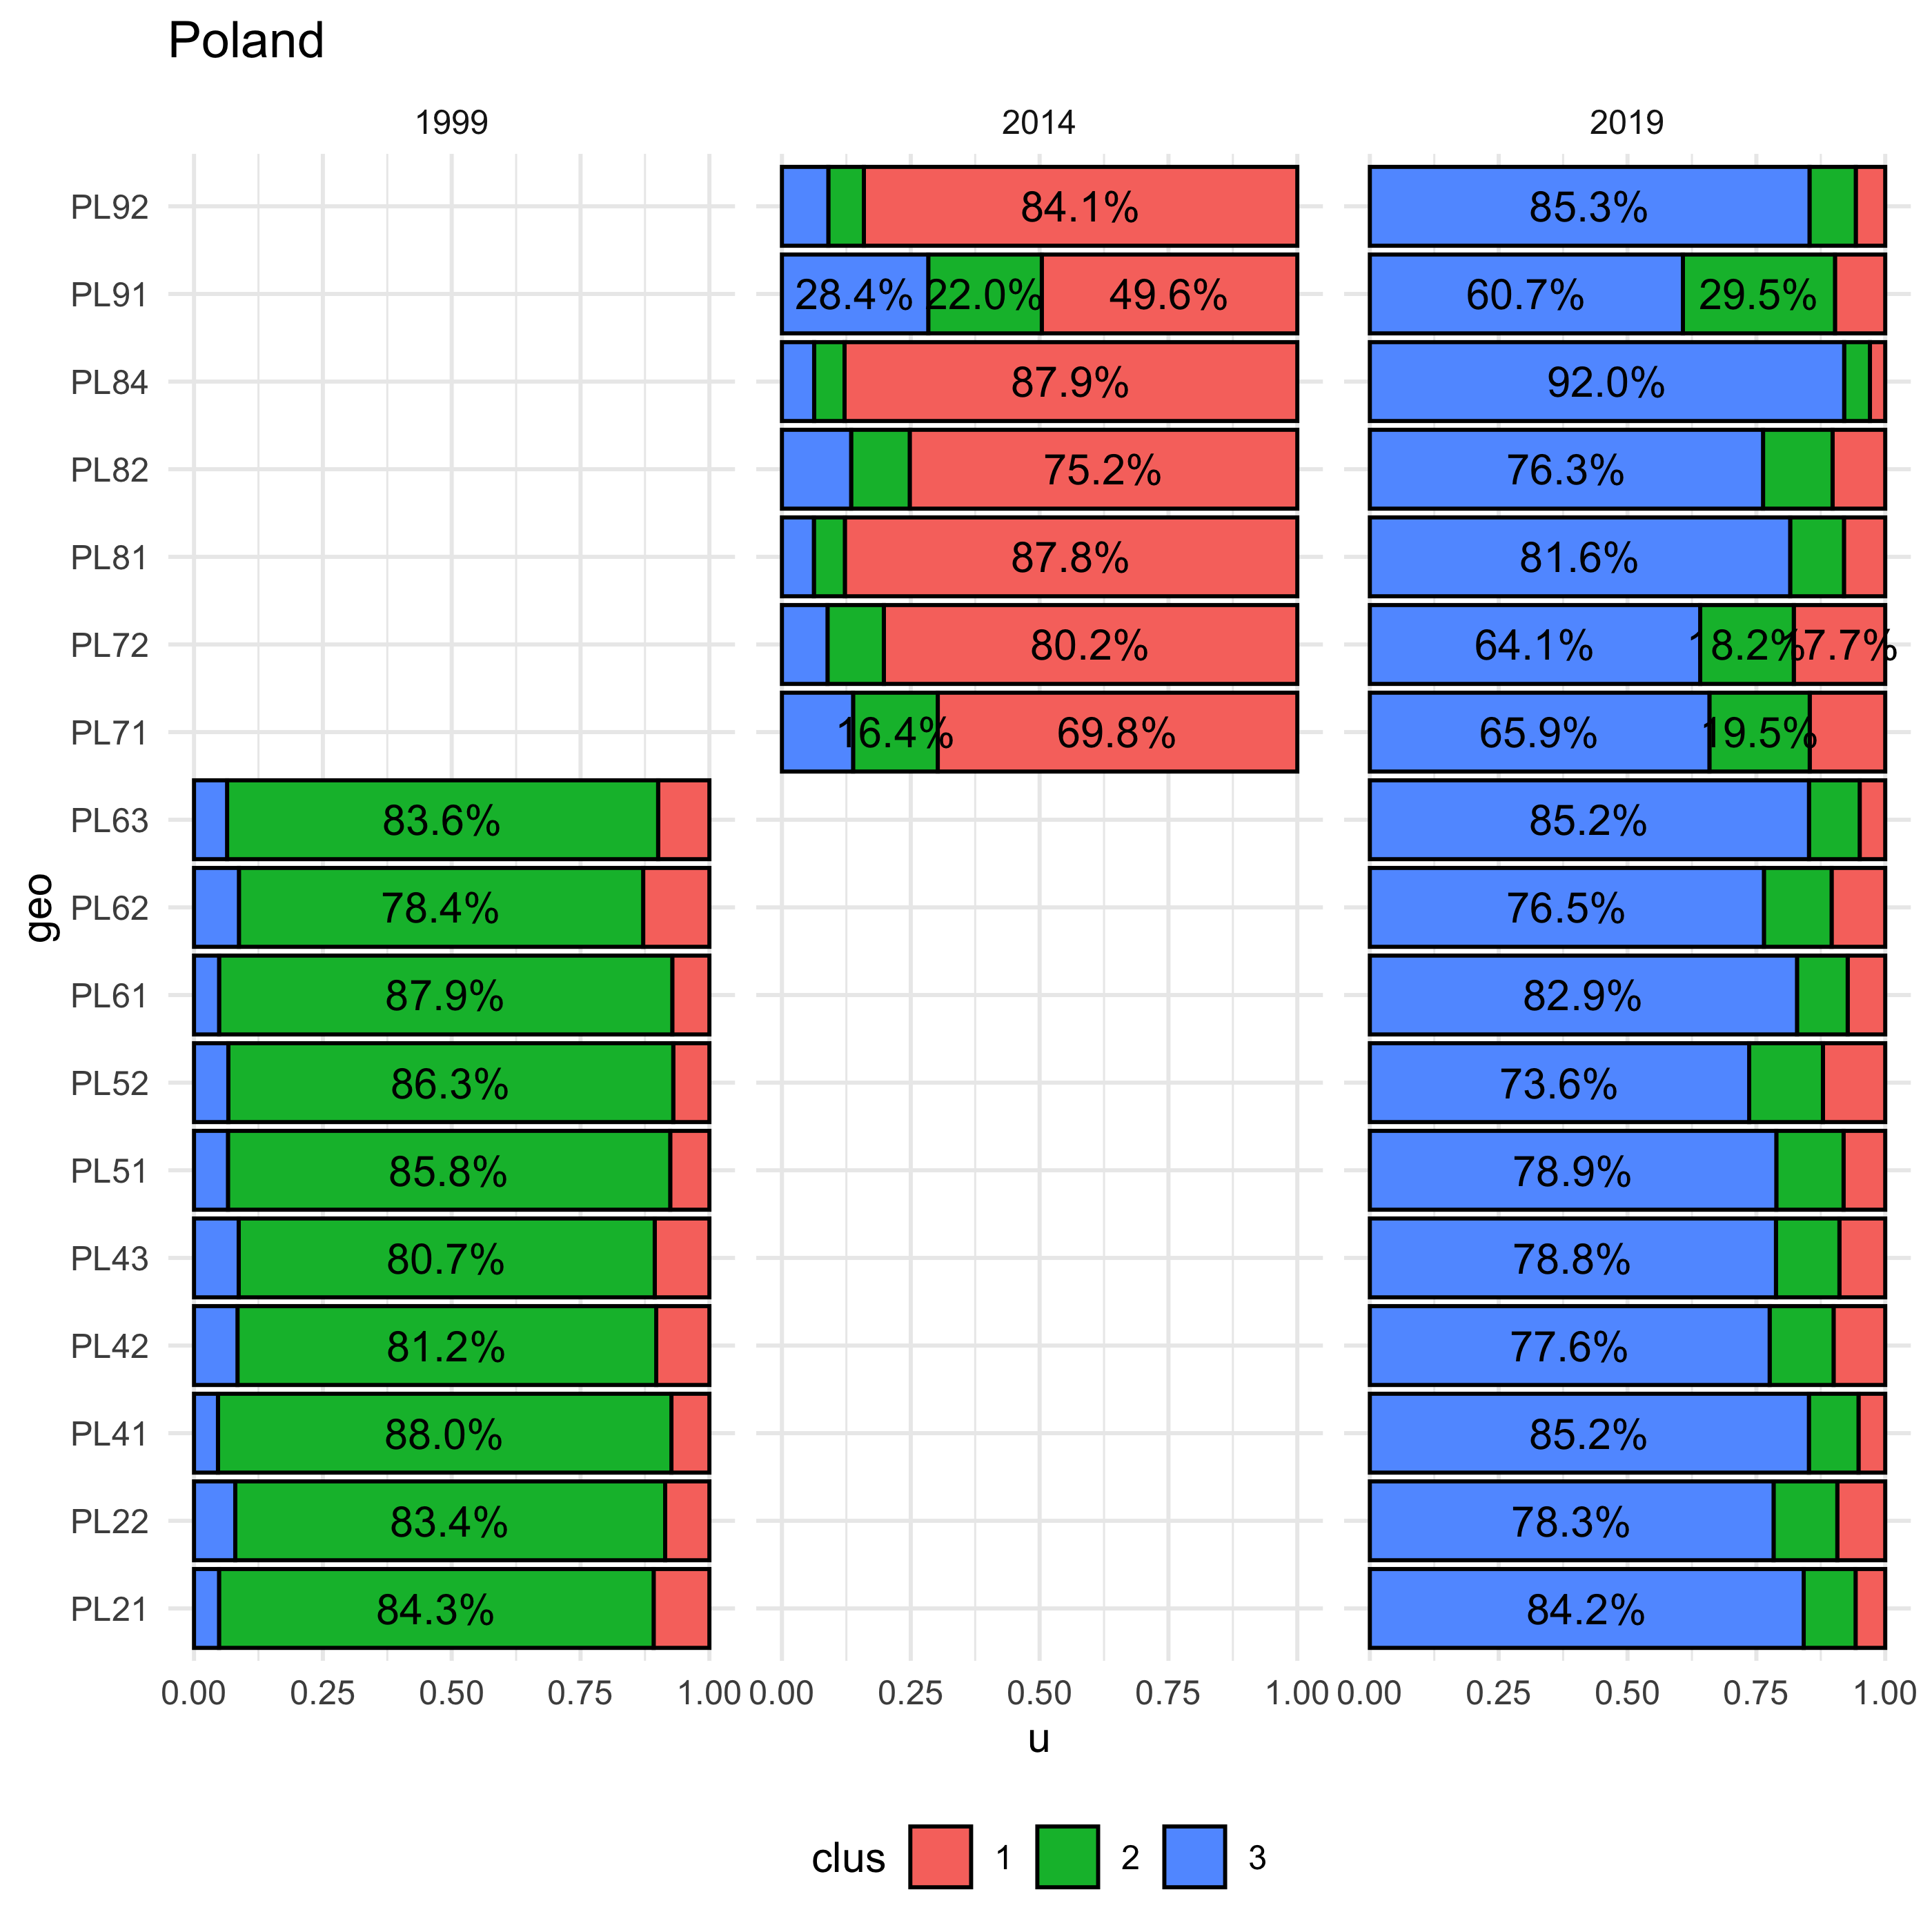 Poland
1999 2014 2019
PL92 84.1% 85.3%
PL91 28.4% 22.0% 49.6% 60.7% 29.5%
PL84 87.9% 92.0%
PL82 75.2% 76.3%
PL81 87.8% 81.6%
PL72 80.2% 64.1% 18.2% 17.7%
PL71 16.4% 69.8% 65.9% 19.5%
PL63 83.6% 85.2%
PL62 78.4% 76.5%
PL61 87.9% 82.9%
PL52 86.3% 73.6%
PL51 85.8% 78.9%
PL43 80.7% 78.8%
PL42 81.2% 77.6%
PL41 88.0% 85.2%
PL22 83.4% 78.3%
PL21 84.3% 84.2%
geo
0.00 0.25 0.50 0.75 1.00 0.00 0.25 0.50 0.75 1.00 0.00 0.25 0.50 0.75 1.00
u
clus 1 2 3